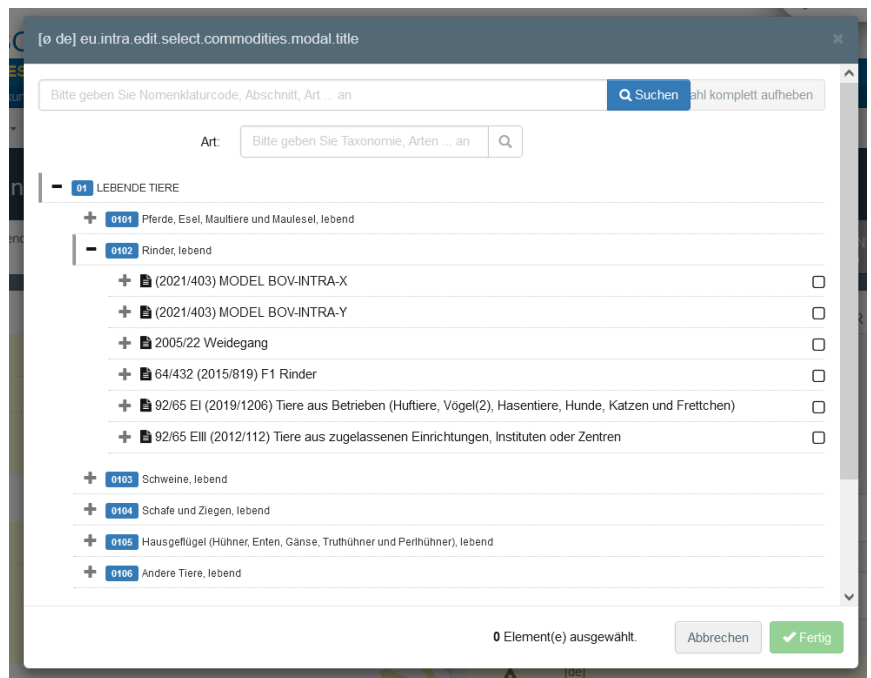 [ø de] eu.intra.edit.select.commodities.modal.title ×
Bitte geben Sie Nomenklaturcode, Abschnitt, Art ... an
Suchen
ahl komplett aufheben
Art: Bitte geben Sie Taxonomie, Arten ... an
01 LEBENDE TIERE
0101 Pferde, Esel, Maultiere und Maulesel, lebend
0102 Rinder, lebend
(2021/403) MODEL BOV-INTRA-X
(2021/403) MODEL BOV-INTRA-Y
2005/22 Weidegang
64/432 (2015/819) F1 Rinder
92/65 EI (2019/1206) Tiere aus Betrieben (Huftiere, Vögel(2), Hasentiere, Hunde, Katzen und Frettchen)
92/65 EIII (2012/112) Tiere aus zugelassenen Einrichtungen, Instituten oder Zentren
0103 Schweine, lebend
0104 Schafe und Ziegen, lebend
0105 Hausgeflügel (Hühner, Enten, Gänse, Truthühner und Perlhühner), lebend
0106 Andere Tiere, lebend
0 Element(e) ausgewählt.
Abbrechen
Fertig
[de]